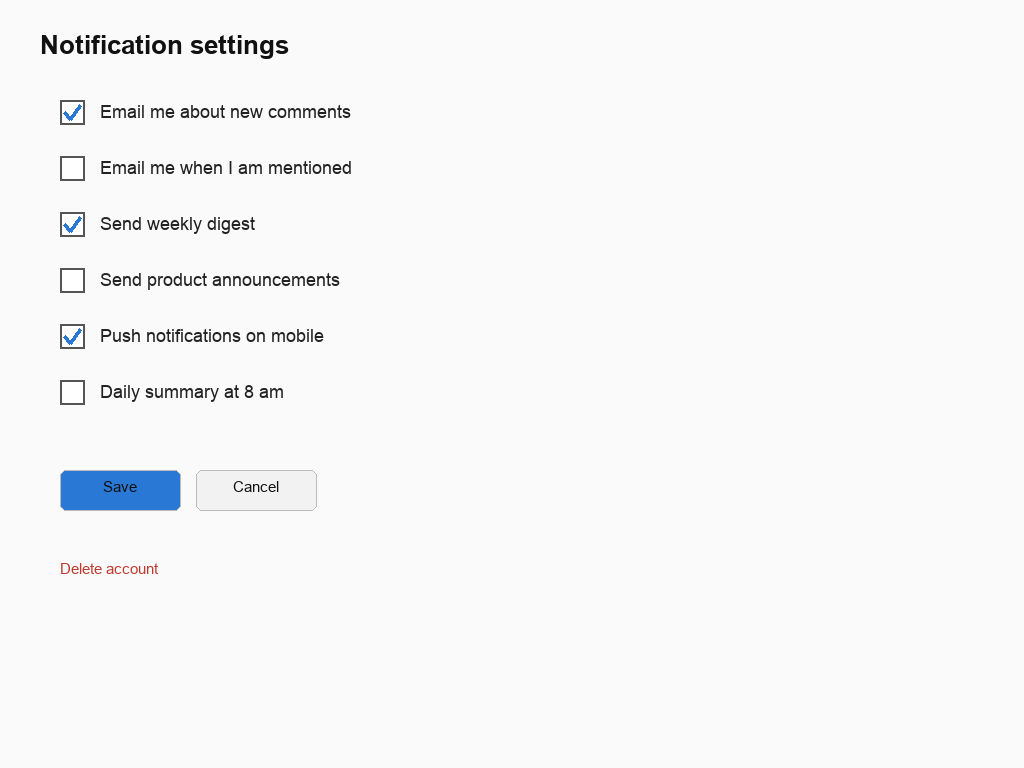 Notification settings
Email me about new comments
Email me when I am mentioned
Send weekly digest
Send product announcements
Push notifications on mobile
Daily summary at 8 am
Save
Cancel
Delete account